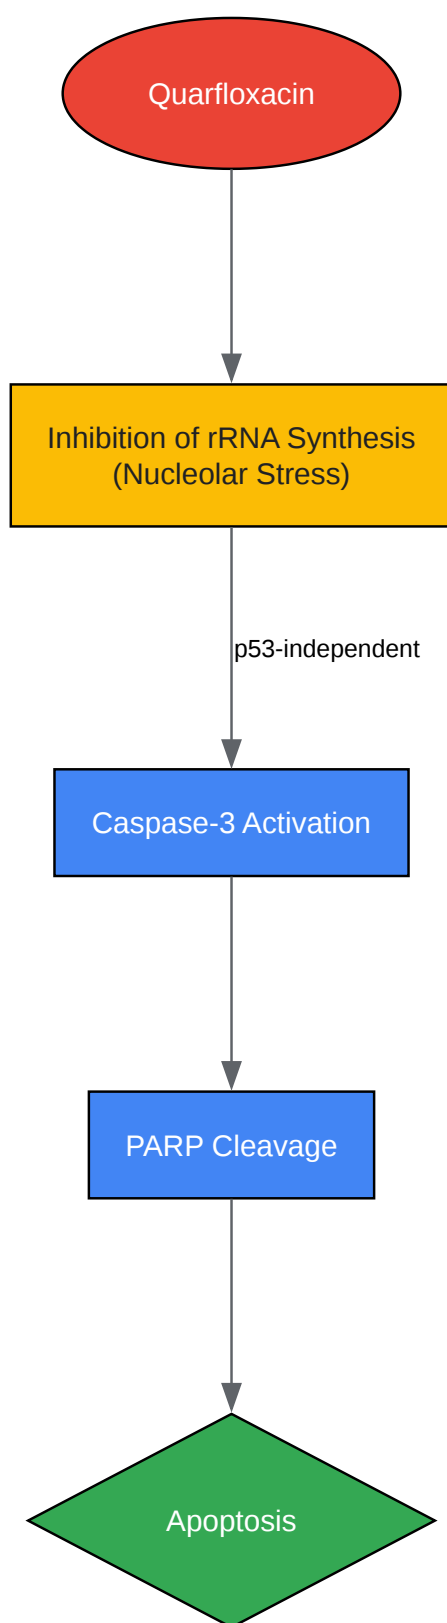 Quarfloxacin
Inhibition of rRNA Synthesis
(Nucleolar Stress)
p53-independent
Caspase-3 Activation
PARP Cleavage
Apoptosis